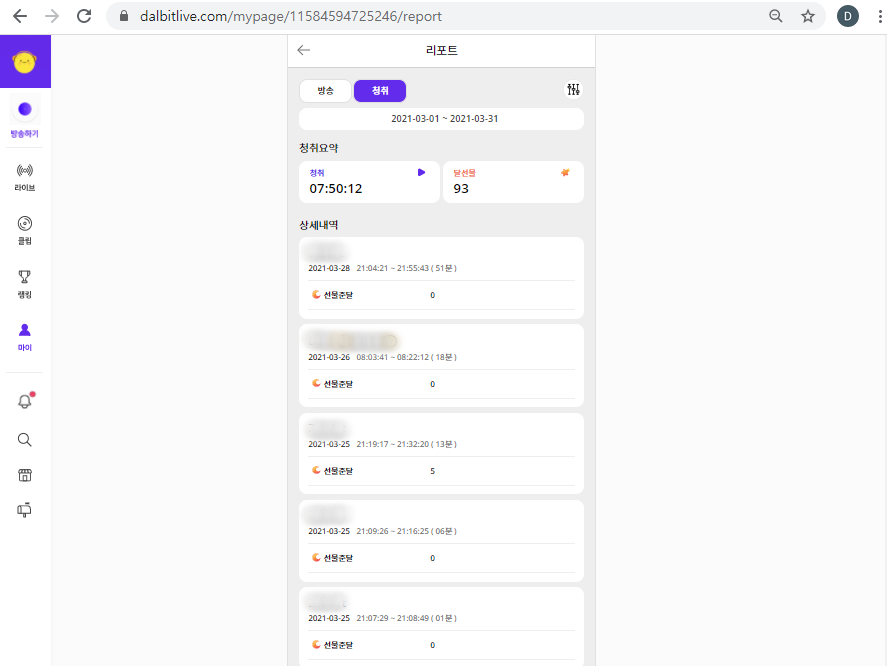 dalbitlive.com/mypage/11584594725246/report
D
방송하기
라이브
클립
랭킹
마이
리포트
방송
청취
2021-03-01 ~ 2021-03-31
청취요약
청취
07:50:12
달선물
93
상세내역
2021-03-28 21:04:21 ~ 21:55:43 ( 51분 )
선물준달 0
2021-03-26 08:03:41 ~ 08:22:12 ( 18분 )
선물준달 0
2021-03-25 21:19:17 ~ 21:32:20 ( 13분 )
선물준달 5
2021-03-25 21:09:26 ~ 21:16:25 ( 06분 )
선물준달 0
2021-03-25 21:07:29 ~ 21:08:49 ( 01분 )
선물준달 0